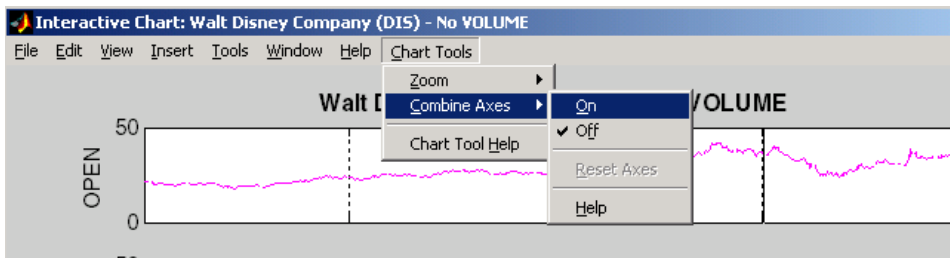 Interactive Chart: Walt Disney Company (DIS) - No VOLUME
File Edit View Insert Tools Window Help Chart Tools
Zoom
Combine Axes
Chart Tool Help
On
Off
Reset Axes
Help
Walt D
VOLUME
50
OPEN
0